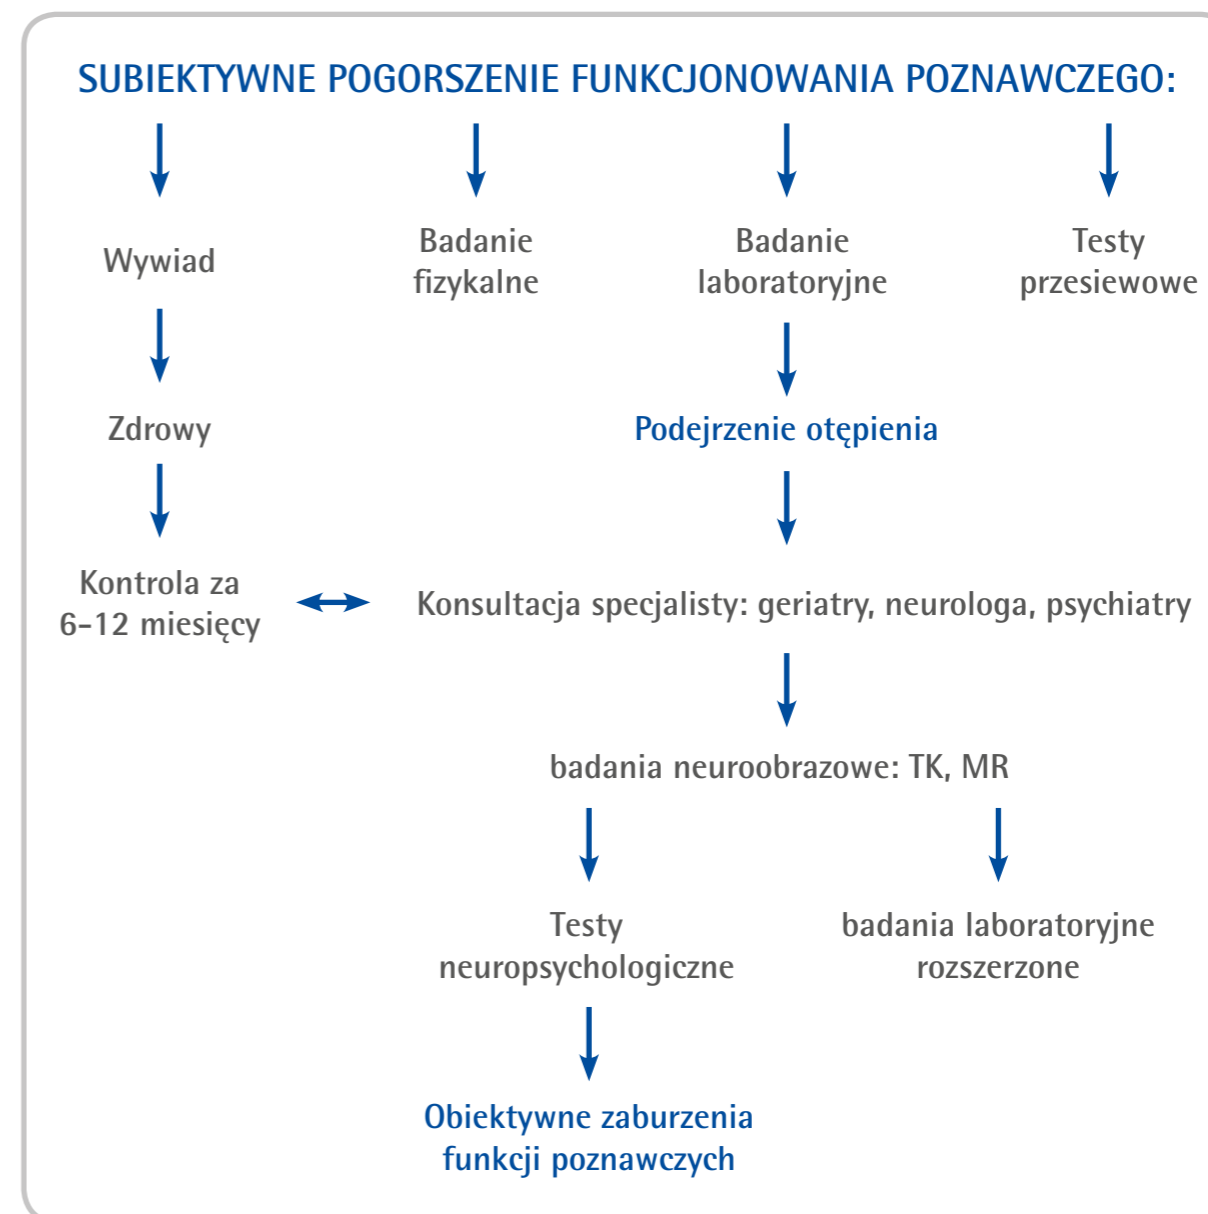 SUBIEKTYWNE POGORSZENIE FUNKCJONOWANIA POZNAWCZEGO:
Wywiad
Badanie
fizykalne
Badanie
laboratoryjne
Testy
przesiewowe
Zdrowy
Podejrzenie otępienia
Kontrola za
6–12 miesięcy
Konsultacja specjalisty: geriatry, neurologa, psychiatry
badania neuroobrazowe: TK, MR
Testy
neuropsychologiczne
badania laboratoryjne
rozszerzone
Obiektywne zaburzenia
funkcji poznawczych